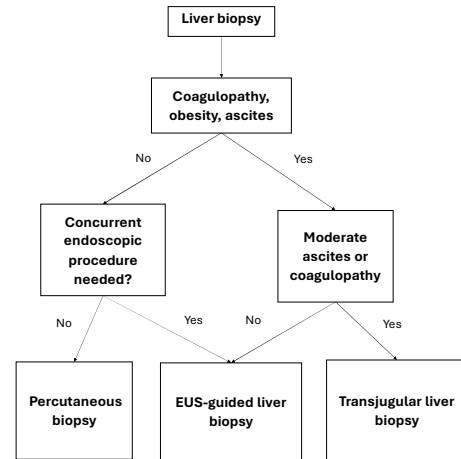 Liver biopsy
Coagulopathy,
obesity, ascites
No
Yes
Concurrent
endoscopic
procedure
needed?
Moderate
ascites or
coagulopathy
No
Yes
No
Yes
Percutaneous
biopsy
EUS-guided liver
biopsy
Transjugular liver
biopsy